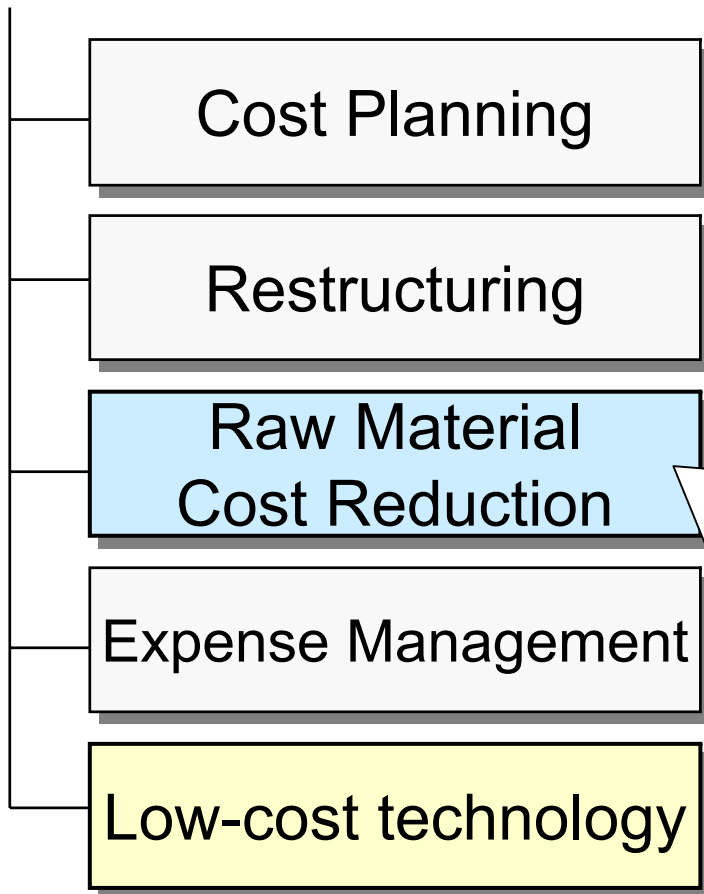 Cost Planning
Restructuring
Raw Material
Cost Reduction
Expense Management
Low-cost technology